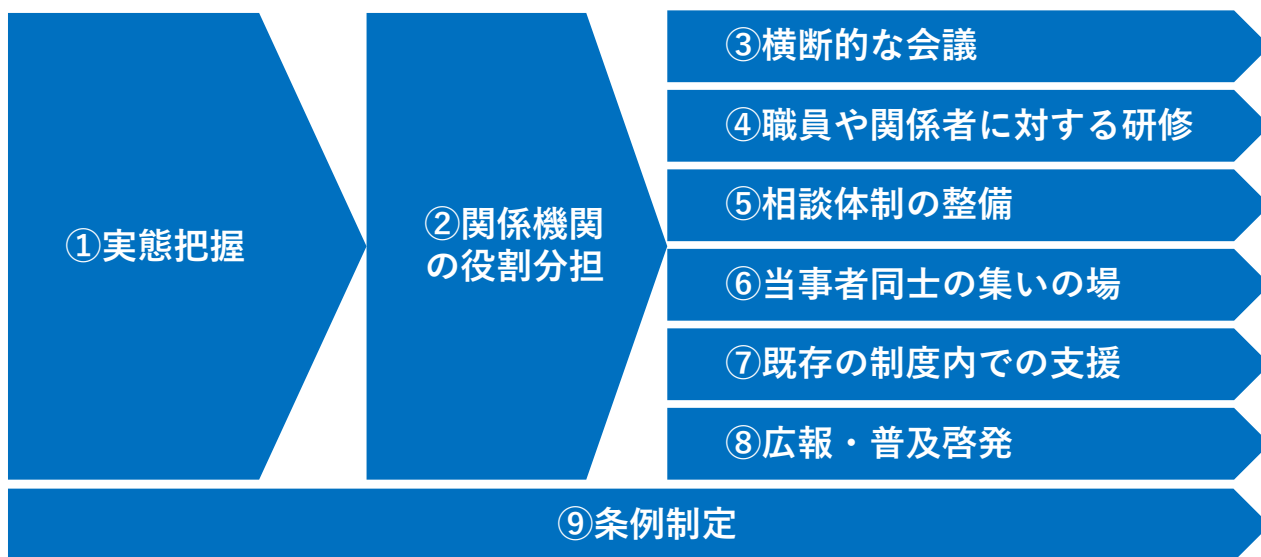 ①実態把握
②関係機関
の役割分担
③横断的な会議
④職員や関係者に対する研修
⑤相談体制の整備
⑥当事者同士の集いの場
⑦既存の制度内での支援
⑧広報・普及啓発
⑨条例制定